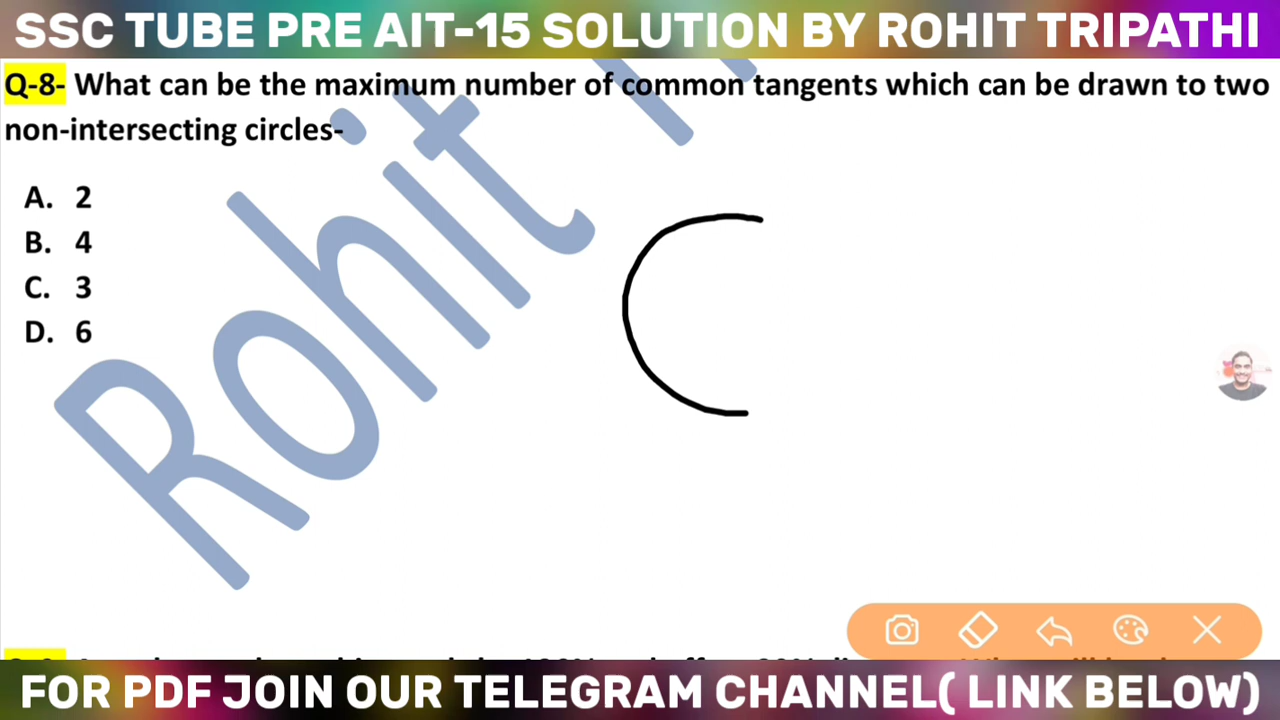 SSC TUBE PRE AIT-15 SOLUTION BY ROHIT TRIPATHI
Q-8- What can be the maximum number of common tangents which can be drawn to two
non-intersecting circles-
A. 2
B. 4
C. 3
D. 6
Rohit
FOR PDF JOIN OUR TELEGRAM CHANNEL( LINK BELOW)